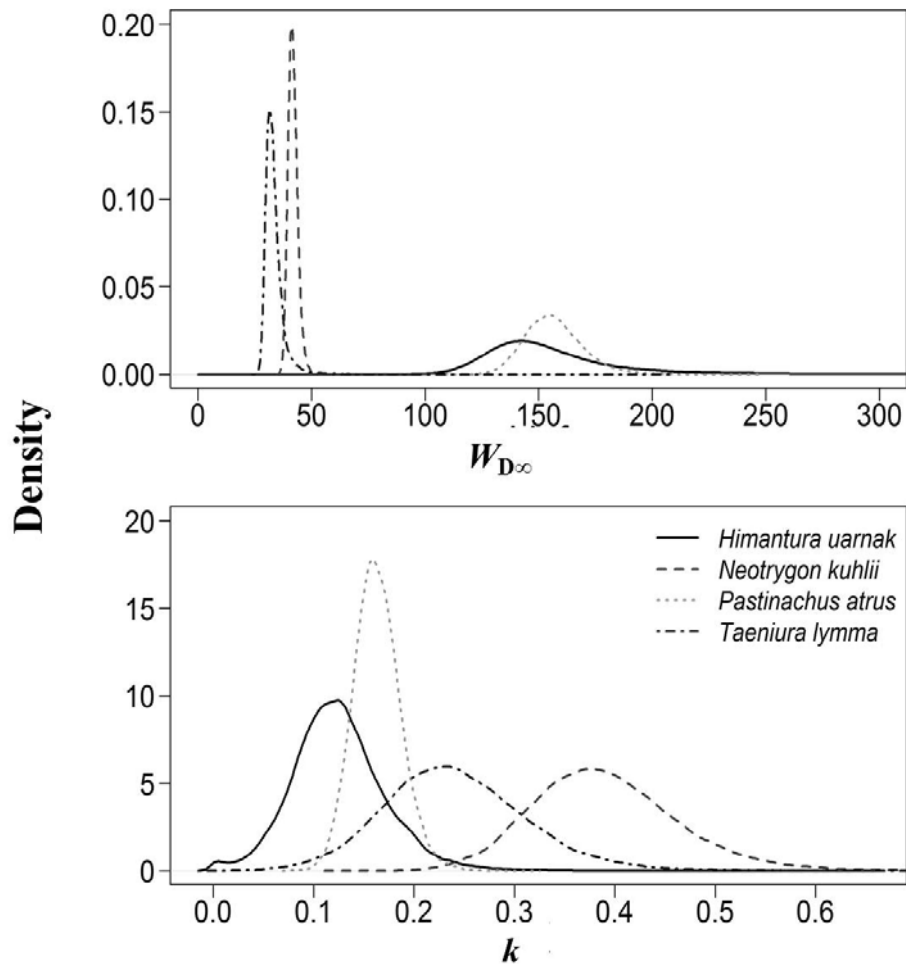 Density
0.20
0.15
0.10
0.05
0.00
0 50 100 150 200 250 300
W_D∞
20
15
10
5
0
Himantura uarnak
Neotrygon kuhlii
Pastinachus atrus
Taeniura lymma
0.0 0.1 0.2 0.3 0.4 0.5 0.6
k